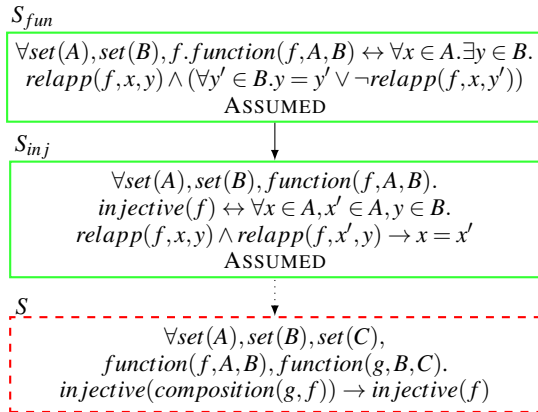 S_fun
∀set(A), set(B), f.function(f,A,B) ↔ ∀x ∈ A.∃y ∈ B.
relapp(f,x,y) ∧ (∀y′ ∈ B.y = y′ ∨ ¬relapp(f,x,y′))
ASSUMED
S_inj
∀set(A), set(B), function(f,A,B).
injective(f) ↔ ∀x ∈ A, x′ ∈ A, y ∈ B.
relapp(f,x,y) ∧ relapp(f,x′,y) → x = x′
ASSUMED
S
∀set(A), set(B), set(C),
function(f,A,B), function(g,B,C).
injective(composition(g,f)) → injective(f)